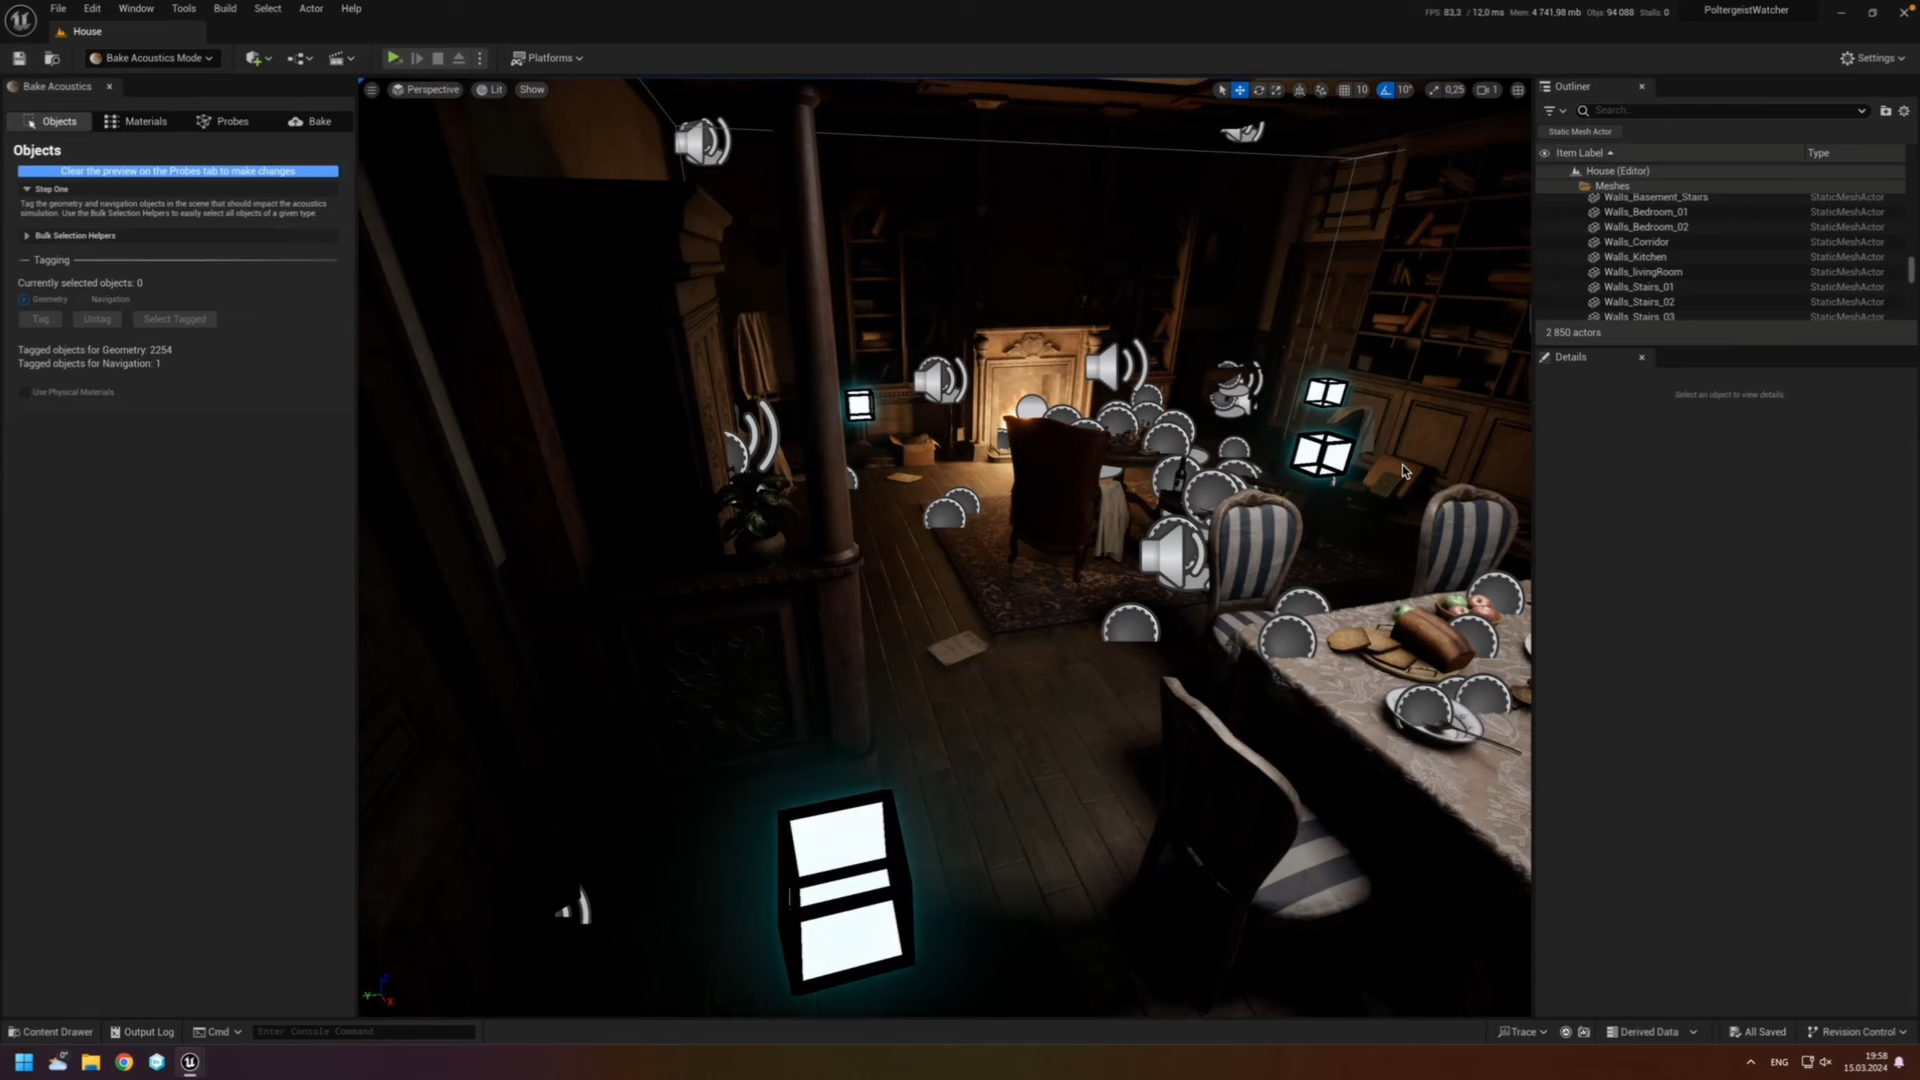 File Edit Window Tools Build Select Actor Help
FPS: 83,3 / 12,0 ms Mem: 4 741,98 mb Objs: 94 088 Stalls: 0
PoltergeistWatcher
House
Bake Acoustics Mode
Platforms
Settings
Bake Acoustics
Objects Materials Probes Bake
Objects
Clear the preview on the Probes tab to make changes
Step One
Tag the geometry and navigation objects in the scene that should impact the acoustics
simulation. Use the Bulk Selection Helpers to easily select all objects of a given type.
Bulk Selection Helpers
Tagging
Currently selected objects: 0
Geometry Navigation
Tag Untag Select Tagged
Tagged objects for Geometry: 2254
Tagged objects for Navigation: 1
Use Physical Materials
Perspective Lit Show
10 10° 0,25 1
Outliner
Search...
Static Mesh Actor
Item Label Type
House (Editor)
Meshes
Walls_Basement_Stairs StaticMeshActor
Walls_Bedroom_01 StaticMeshActor
Walls_Bedroom_02 StaticMeshActor
Walls_Corridor StaticMeshActor
Walls_Kitchen StaticMeshActor
Walls_livingRoom StaticMeshActor
Walls_Stairs_01 StaticMeshActor
Walls_Stairs_02 StaticMeshActor
Walls_Stairs_03 StaticMeshActor
2 850 actors
Details
Select an object to view details.
Content Drawer Output Log Cmd Enter Console Command
Trace Derived Data All Saved Revision Control
ENG
19:58
15.03.2024